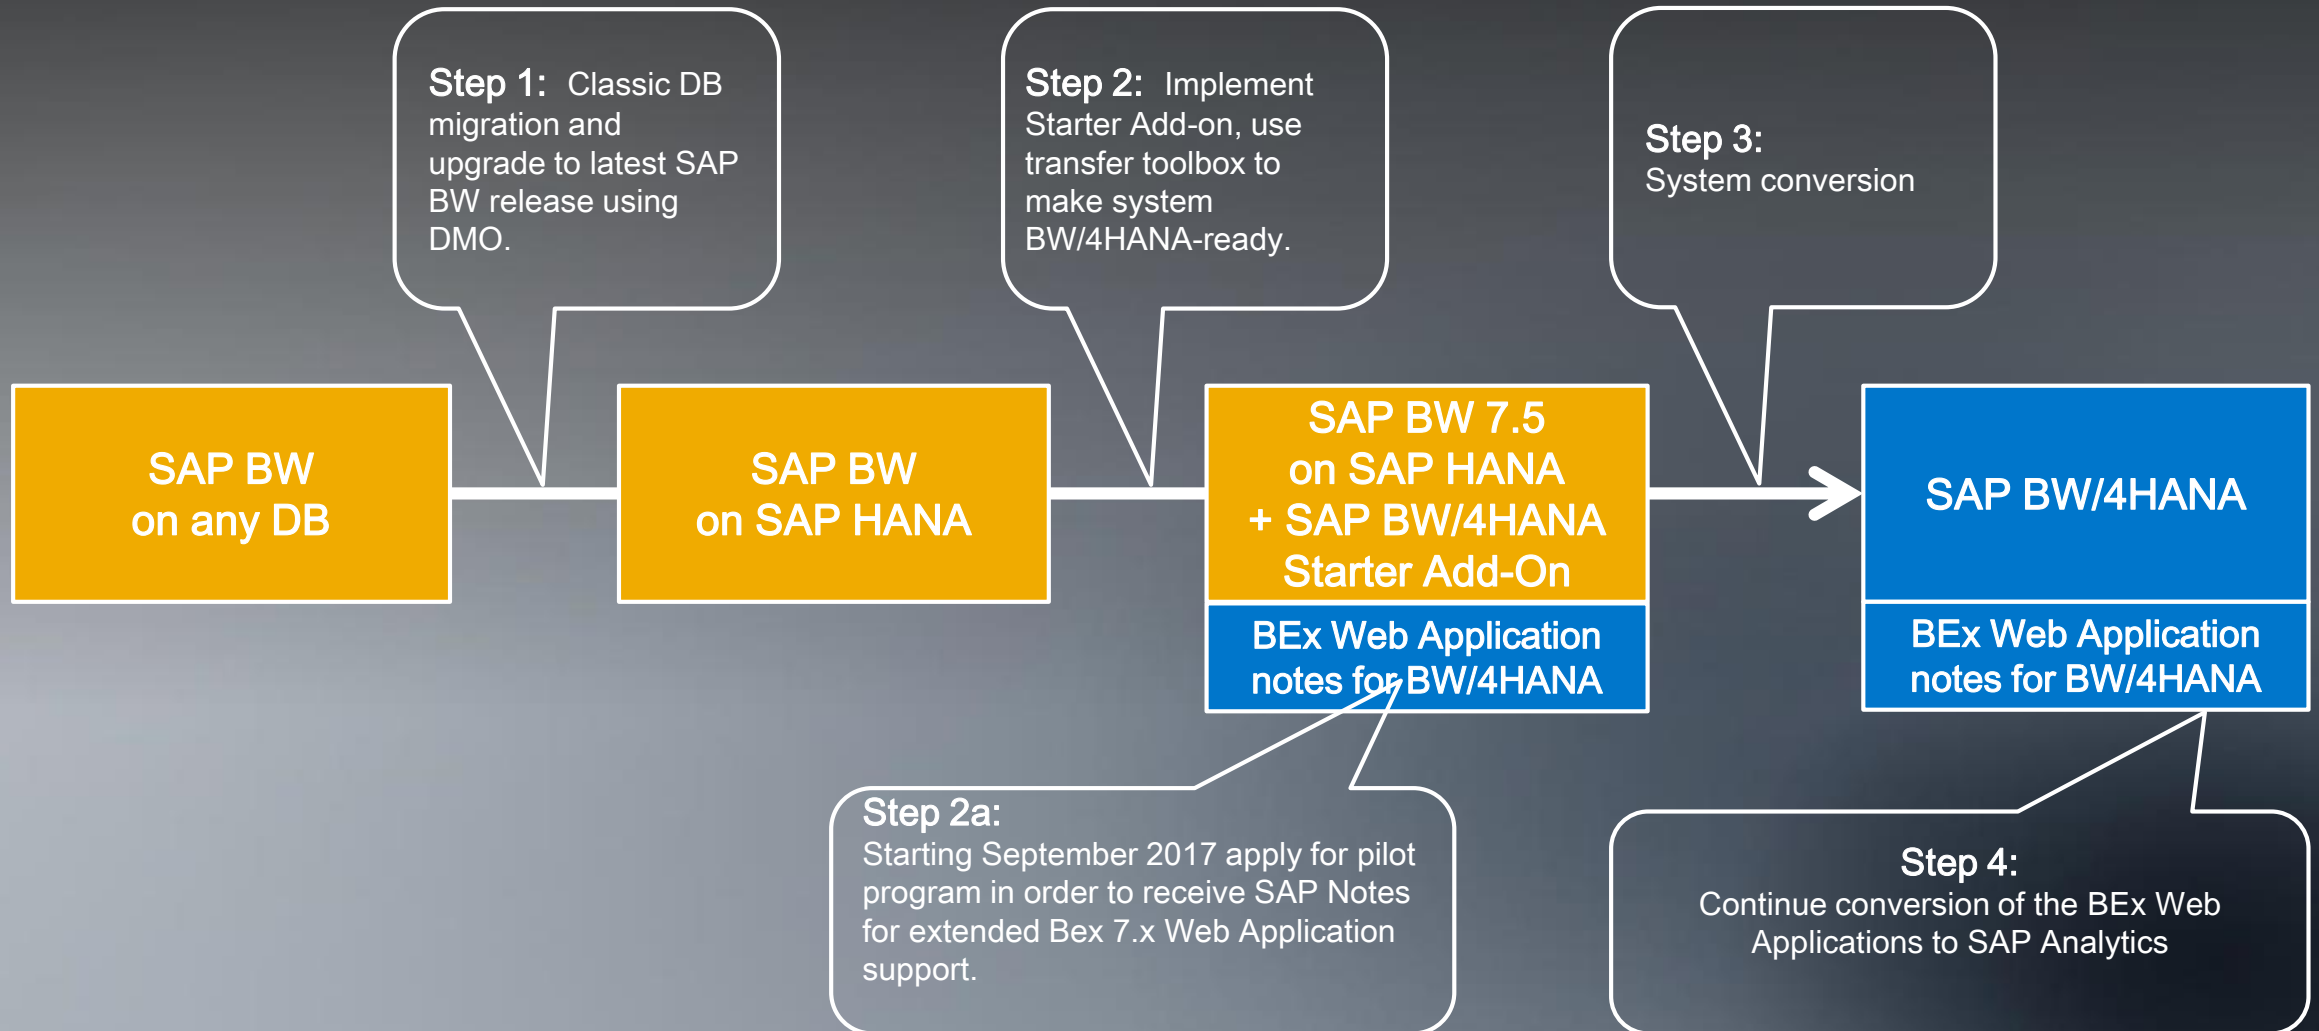 Step 1: Classic DB
migration and
upgrade to latest SAP
BW release using
DMO.
Step 2: Implement
Starter Add-on, use
transfer toolbox to
make system
BW/4HANA-ready.
Step 3:
System conversion
SAP BW
on any DB
SAP BW
on SAP HANA
SAP BW 7.5
on SAP HANA
+ SAP BW/4HANA
Starter Add-On
BEx Web Application
notes for BW/4HANA
SAP BW/4HANA
BEx Web Application
notes for BW/4HANA
Step 2a:
Starting September 2017 apply for pilot
program in order to receive SAP Notes
for extended Bex 7.x Web Application
support.
Step 4:
Continue conversion of the BEx Web
Applications to SAP Analytics